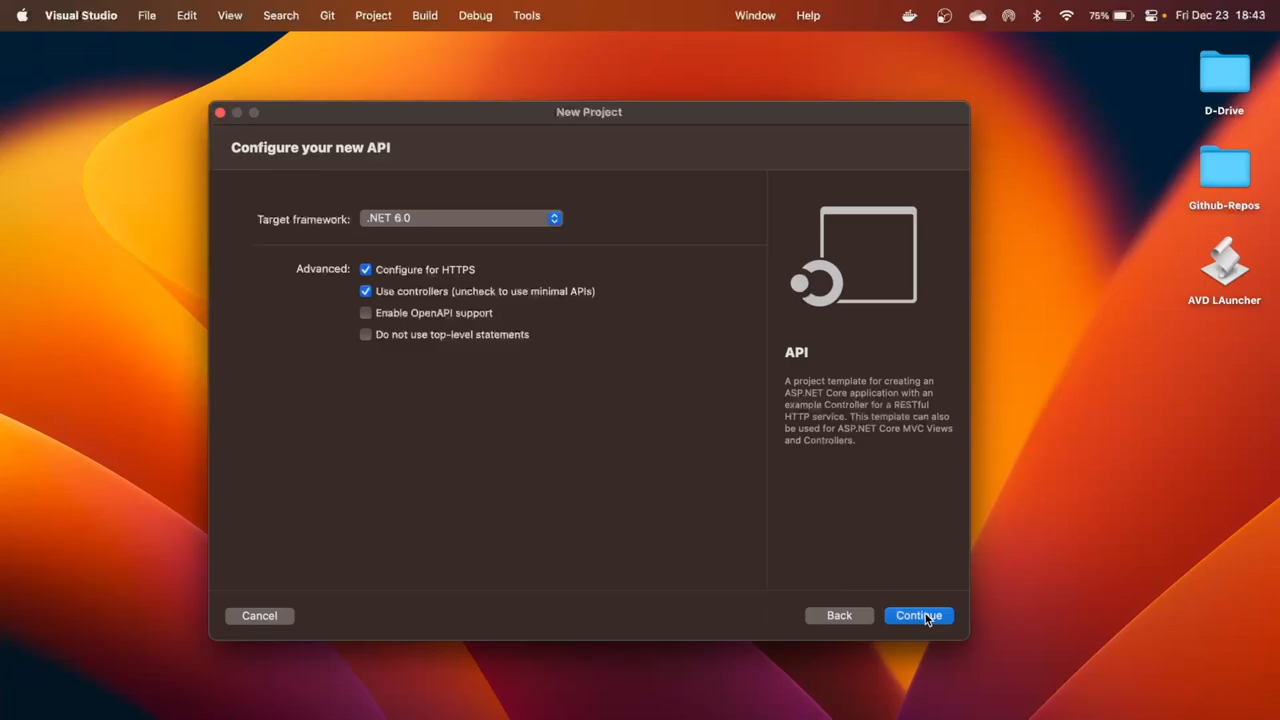 Visual Studio File Edit View Search Git Project Build Debug Tools Window Help 75% Fri Dec 23 18:43
D-Drive
Github-Repos
AVD LAuncher
New Project
Configure your new API
Target framework: .NET 6.0
Advanced: Configure for HTTPS
Use controllers (uncheck to use minimal APIs)
Enable OpenAPI support
Do not use top-level statements
API
A project template for creating an
ASP.NET Core application with an
example Controller for a RESTful
HTTP service. This template can also
be used for ASP.NET Core MVC Views
and Controllers.
Cancel Back Continue